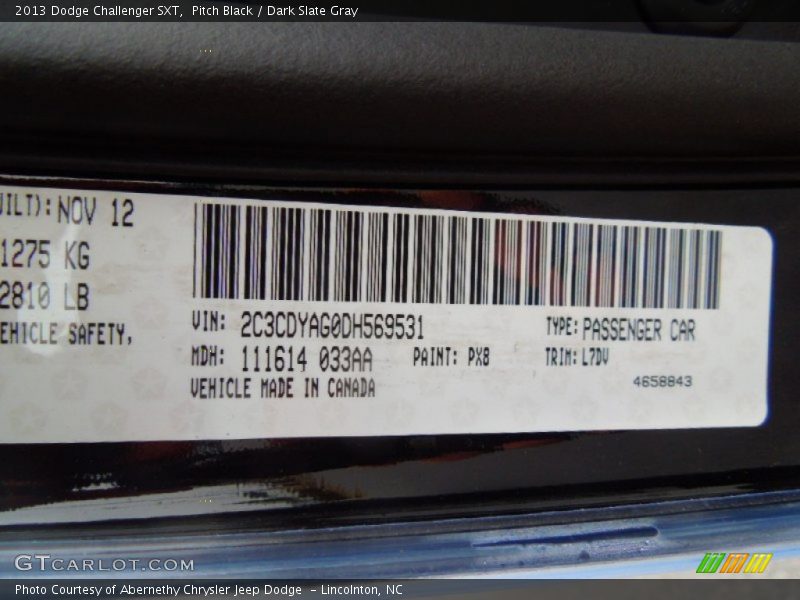 2013 Dodge Challenger SXT,  Pitch Black / Dark Slate Gray
UILT): NOV 12
1275 KG
2810 LB
EHICLE SAFETY,
VIN: 2C3CDYAG0DH569531 TYPE: PASSENGER CAR
MDH: 111614 033AA PAINT: PX8 TRIM: L7DV
VEHICLE MADE IN CANADA
4658843
GTCARLOT.COM
Photo Courtesy of Abernethy Chrysler Jeep Dodge  – Lincolnton, NC